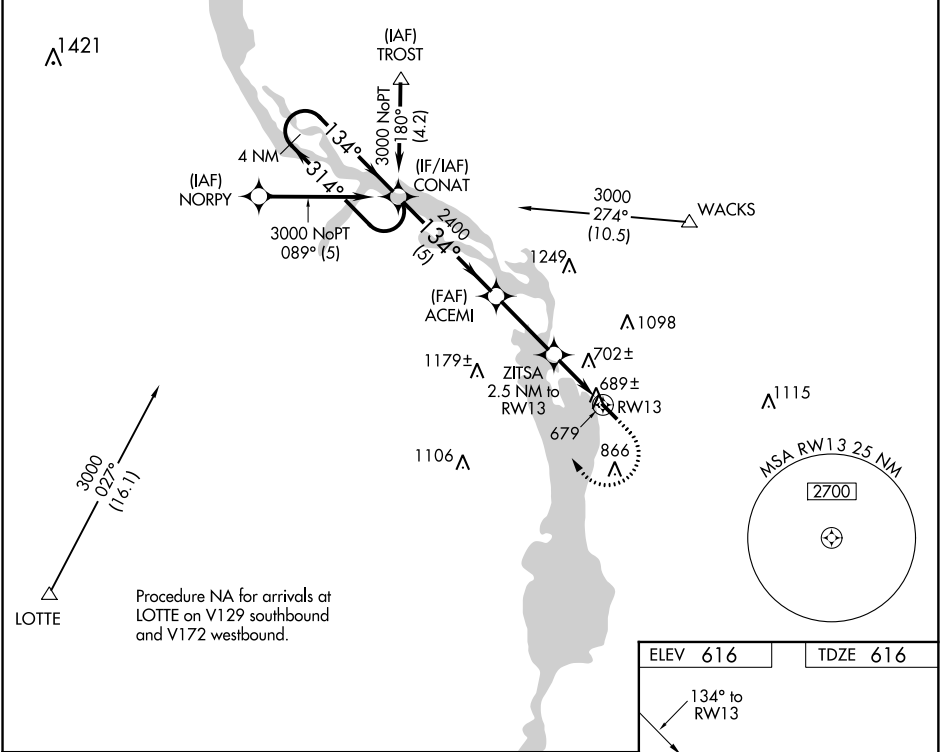 1421
(IAF)
TROST
3000 NoPT
180°
(4.2)
134°
4 NM
314°
(IF/IAF)
CONAT
(IAF)
NORPY
3000 NoPT
089° (5)
2400
134°
(5)
3000
274°
(10.5)
WACKS
1249
(FAF)
ACEMI
1098
1179±
702±
ZITSA
2.5 NM to
RW13
689±
RW13
1115
679
1106
866
MSA RW13 25 NM
2700
3000
027°
(16.1)
LOTTE
Procedure NA for arrivals at
LOTTE on V129 southbound
and V172 westbound.
ELEV 616
TDZE 616
134° to
RW13